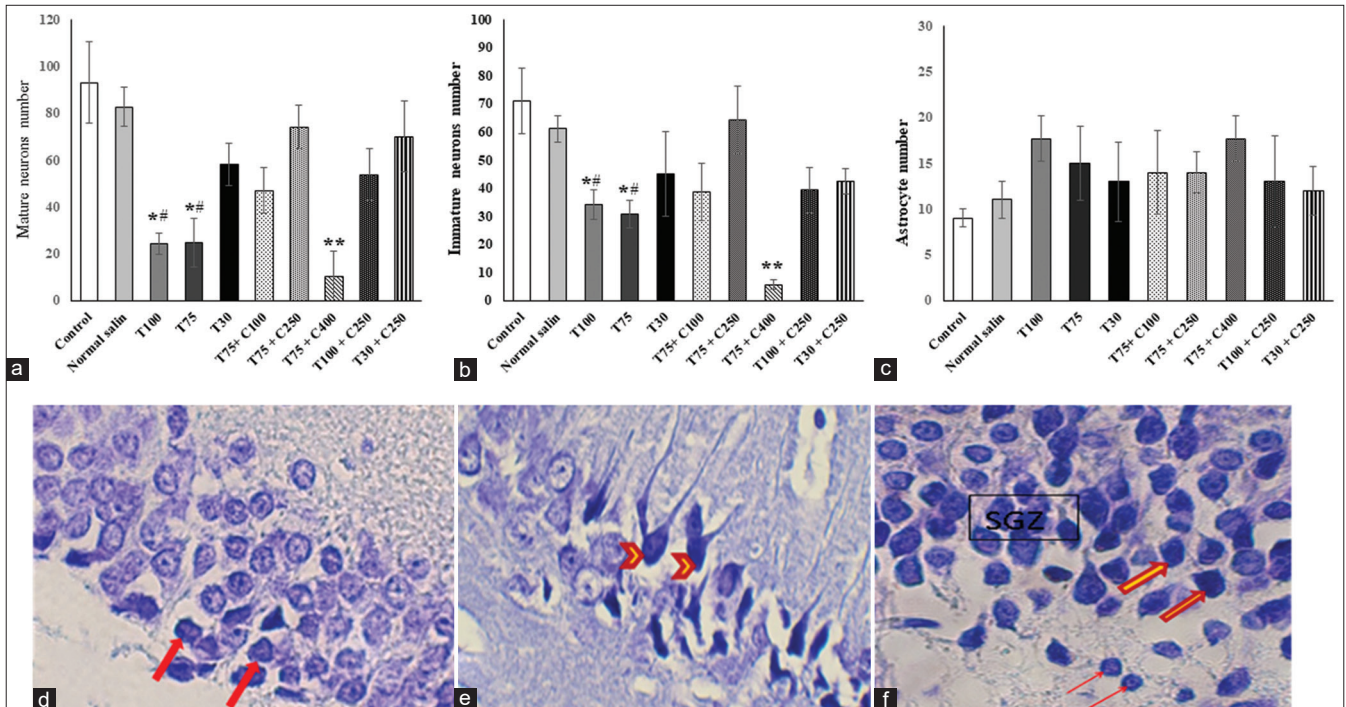 120
100
80
60
40
20
0
Mature neurons number
*#
*#
**
Control
Normal salin
T100
T75
T30
T75+ C100
T75 + C250
T75 + C400
T100 + C250
T30 + C250
a
100
90
80
70
60
50
40
30
20
10
0
Immature neurons number
*#
*#
**
Control
Normal salin
T100
T75
T30
T75+ C100
T75 + C250
T75 + C400
T100 + C250
T30 + C250
b
30
25
20
15
10
5
0
Astrocyte number
Control
Normal salin
T100
T75
T30
T75+ C100
T75 + C250
T75 + C400
T100 + C250
T30 + C250
c
d
e
SGZ
f